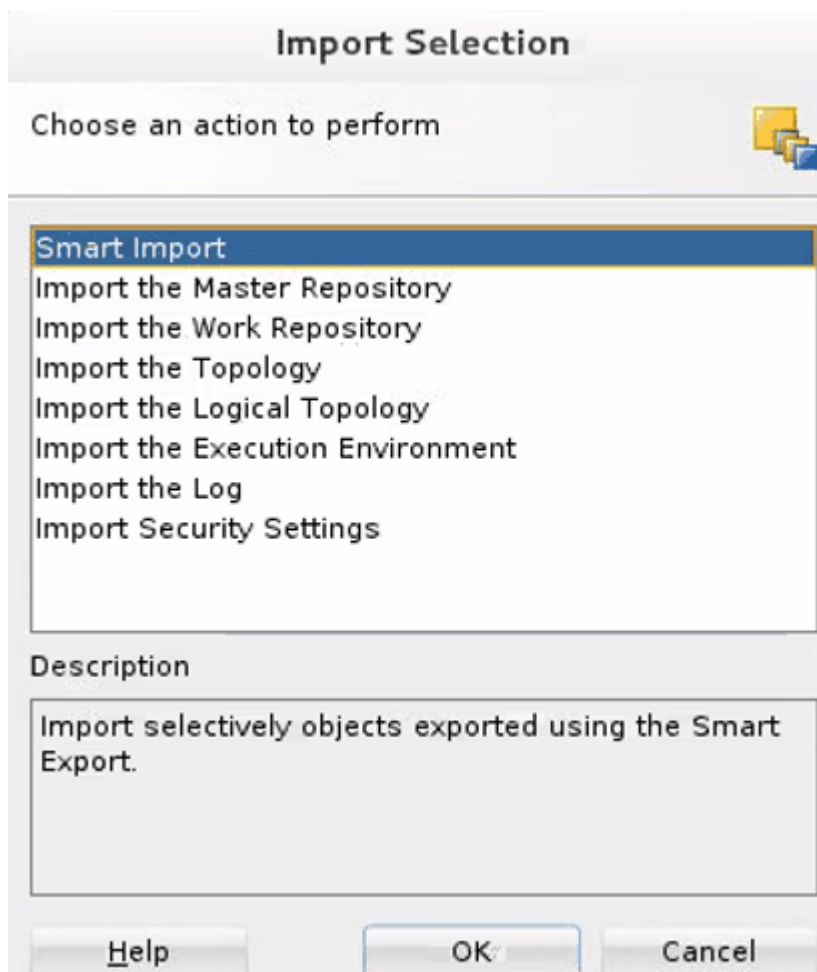 Import Selection
Choose an action to perform
Smart Import
Import the Master Repository
Import the Work Repository
Import the Topology
Import the Logical Topology
Import the Execution Environment
Import the Log
Import Security Settings
Description
Import selectively objects exported using the Smart
Export.
Help OK Cancel